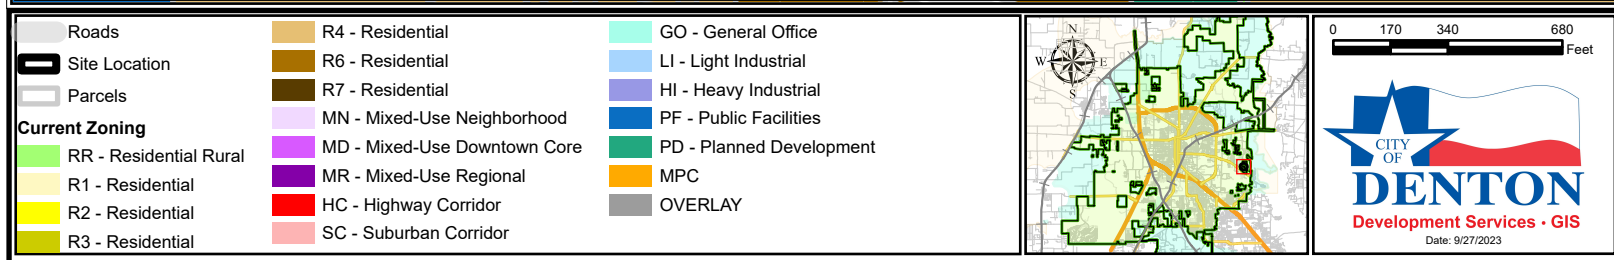 Roads
Site Location
Parcels
Current Zoning
RR - Residential Rural
R1 - Residential
R2 - Residential
R3 - Residential
R4 - Residential
R6 - Residential
R7 - Residential
MN - Mixed-Use Neighborhood
MD - Mixed-Use Downtown Core
MR - Mixed-Use Regional
HC - Highway Corridor
SC - Suburban Corridor
GO - General Office
LI - Light Industrial
HI - Heavy Industrial
PF - Public Facilities
PD - Planned Development
MPC
OVERLAY
N
W E
S
0 170 340 680
Feet
CITY
OF
DENTON
Development Services · GIS
Date: 9/27/2023